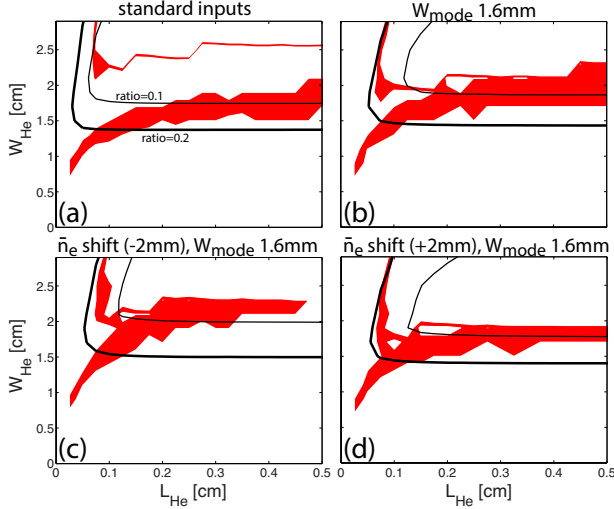 standard inputs
W_mode 1.6mm
2.5
2
1.5
1
0.5
0
W_He [cm]
ratio=0.1
ratio=0.2
(a)
(b)
n̄_e shift (-2mm), W_mode 1.6mm
n̄_e shift (+2mm), W_mode 1.6mm
2.5
2
1.5
1
0.5
0
W_He [cm]
(c)
(d)
0 0.1 0.2 0.3 0.4 0.5
0 0.1 0.2 0.3 0.4 0.5
L_He [cm]
L_He [cm]